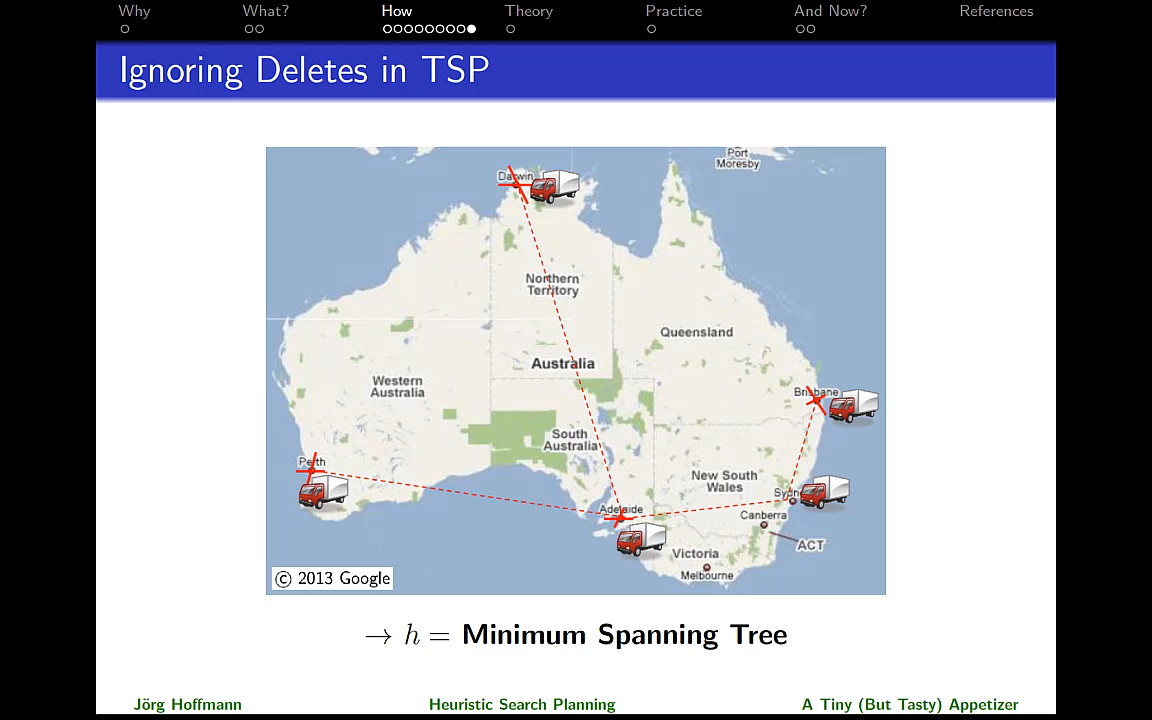 Why What? How Theory Practice And Now? References
Ignoring Deletes in TSP
Port
Moresby
Darwin
Northern
Territory
Queensland
Australia
Western
Australia
Brisbane
South
Australia
Perth
New South
Wales
Adelaide
Canberra
ACT
Victoria
Melbourne
© 2013 Google
→ h = Minimum Spanning Tree
Jörg Hoffmann Heuristic Search Planning A Tiny (But Tasty) Appetizer